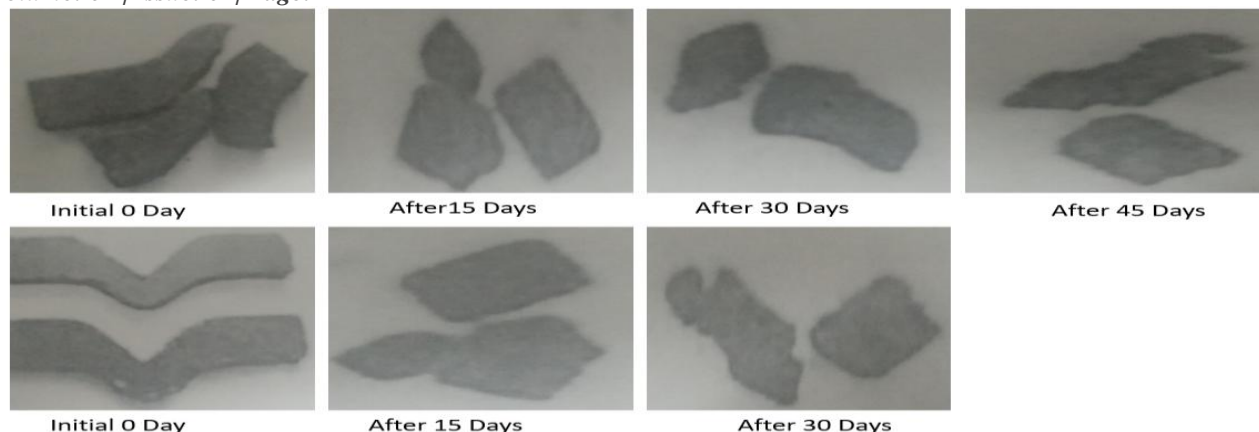 Initial 0 Day
After15 Days
After 30 Days
After 45 Days
Initial 0 Day
After 15 Days
After 30 Days